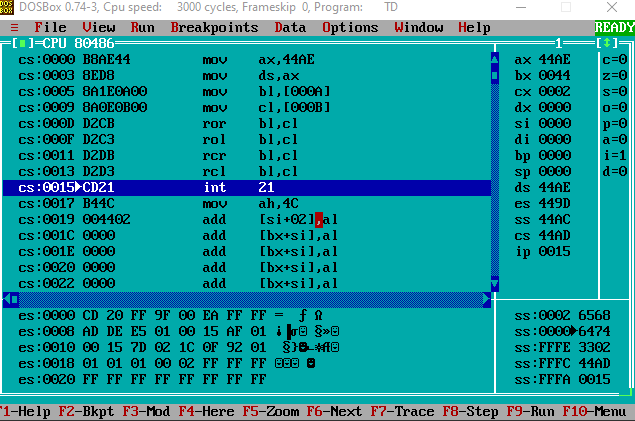 DOSBox 0.74-3, Cpu speed: 3000 cycles, Frameskip 0, Program: TD
≡ File View Run Breakpoints Data Options Window Help READY
[■]=CPU 80486 1 [↕]
cs:0000 B8AE44 mov ax,44AE
cs:0003 8ED8 mov ds,ax
cs:0005 8A1E0A00 mov bl,[000A]
cs:0009 8A0E0B00 mov cl,[000B]
cs:000D D2CB ror bl,cl
cs:000F D2C3 rol bl,cl
cs:0011 D2DB rcr bl,cl
cs:0013 D2D3 rcl bl,cl
cs:0015►CD21 int 21
cs:0017 B44C mov ah,4C
cs:0019 004402 add [si+02],al
cs:001C 0000 add [bx+si],al
cs:001E 0000 add [bx+si],al
cs:0020 0000 add [bx+si],al
cs:0022 0000 add [bx+si],al
ax 44AE c=0
bx 0044 z=0
cx 0002 s=0
dx 0000 o=0
si 0000 p=0
di 0000 a=0
bp 0000 i=1
sp 0000 d=0
ds 44AE
es 449D
ss 44AC
cs 44AD
ip 0015
es:0000 CD 20 FF 9F 00 EA FF FF = ƒ Ω
es:0008 AD DE E5 01 00 15 AF 01
es:0010 00 15 7D 02 1C 0F 92 01
es:0018 01 01 01 00 02 FF FF FF
es:0020 FF FF FF FF FF FF FF FF
ss:0002 6568
ss:0000►6474
ss:FFFE 3302
ss:FFFC 44AD
ss:FFFA 0015
1-Help F2-Bkpt F3-Mod F4-Here F5-Zoom F6-Next F7-Trace F8-Step F9-Run F10-Menu